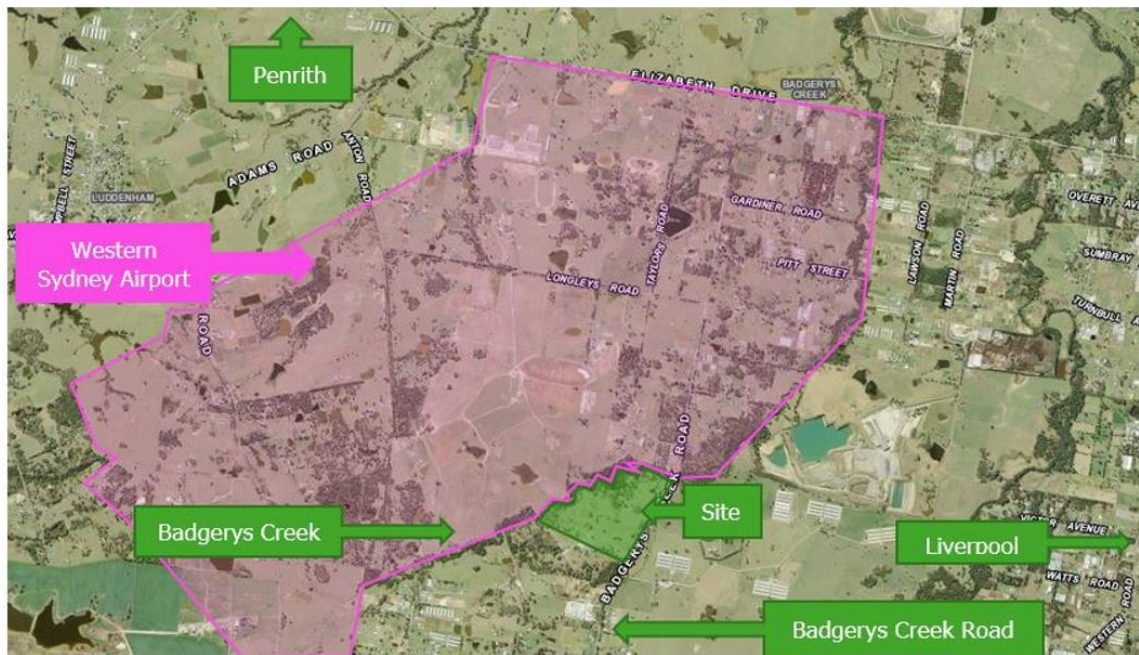 Penrith
ELIZABETH DRIVE
BADGERYS
CREEK
ADAMS ROAD
ANTON ROAD
STREET
LUDDENHAM
Western
Sydney Airport
GARDINER ROAD
OVERETT
LAWSON ROAD
MARTIN ROAD
TAYLORS ROAD
PITT STREET
SUMBRAY
LONGLEYS ROAD
TURNBULL
ROAD
ROAD
Badgerys Creek
Site
VICTOR AVENUE
Liverpool
BADGERYS
WATTS ROAD
Badgerys Creek Road
WESTERN ROAD